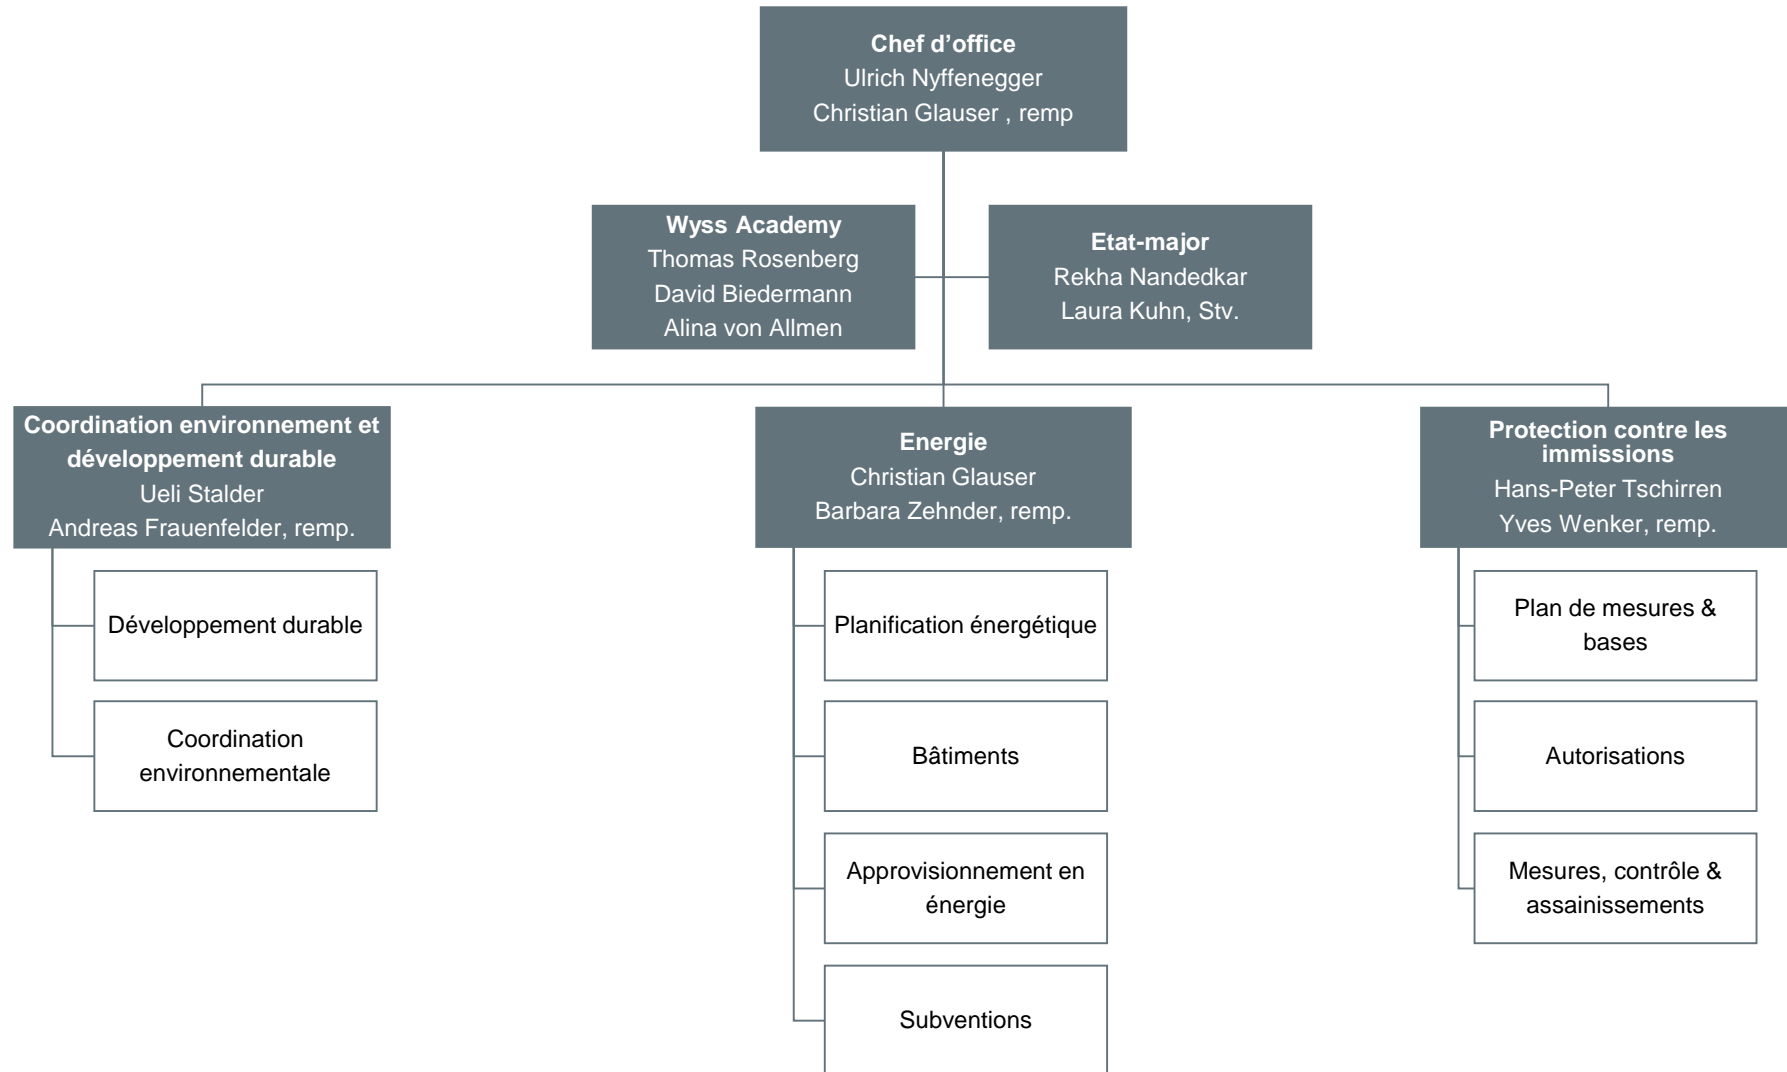 Chef d’office
Ulrich Nyffenegger
Christian Glauser , remp
Wyss Academy
Thomas Rosenberg
David Biedermann
Alina von Allmen
Etat-major
Rekha Nandedkar
Laura Kuhn, Stv.
Coordination environnement et
développement durable
Ueli Stalder
Andreas Frauenfelder, remp.
Développement durable
Coordination
environnementale
Energie
Christian Glauser
Barbara Zehnder, remp.
Planification énergétique
Bâtiments
Approvisionnement en
énergie
Subventions
Protection contre les
immissions
Hans-Peter Tschirren
Yves Wenker, remp.
Plan de mesures &
bases
Autorisations
Mesures, contrôle &
assainissements